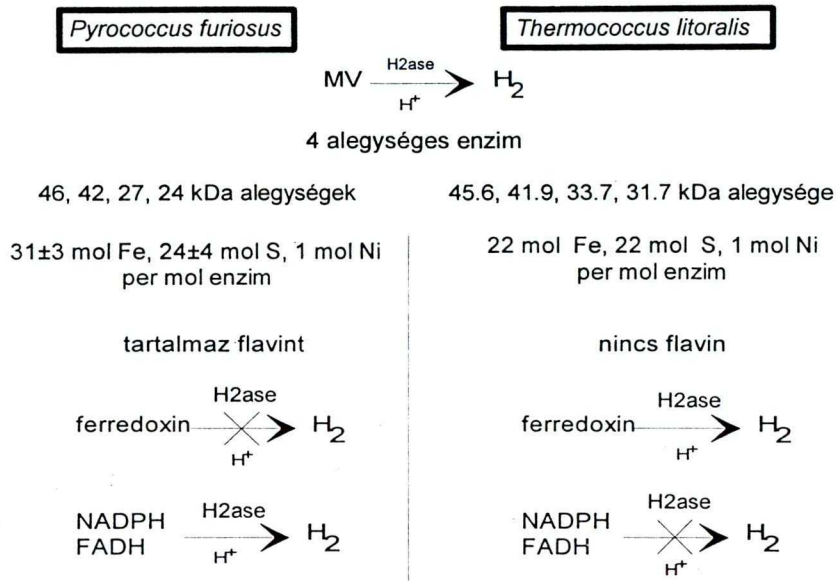 Pyrococcus furiosus
Thermococcus litoralis
MV H2ase H2
H+
4 alegységes enzim
46, 42, 27, 24 kDa alegységek
31±3 mol Fe, 24±4 mol S, 1 mol Ni
per mol enzim
tartalmaz flavint
H2ase
ferredoxin H2
H+
NADPH H2ase
FADH H+ H2
45.6, 41.9, 33.7, 31.7 kDa alegysége
22 mol Fe, 22 mol S, 1 mol Ni
per mol enzim
nincs flavin
H2ase
ferredoxin H2
H+
NADPH H2ase
FADH H2
H+